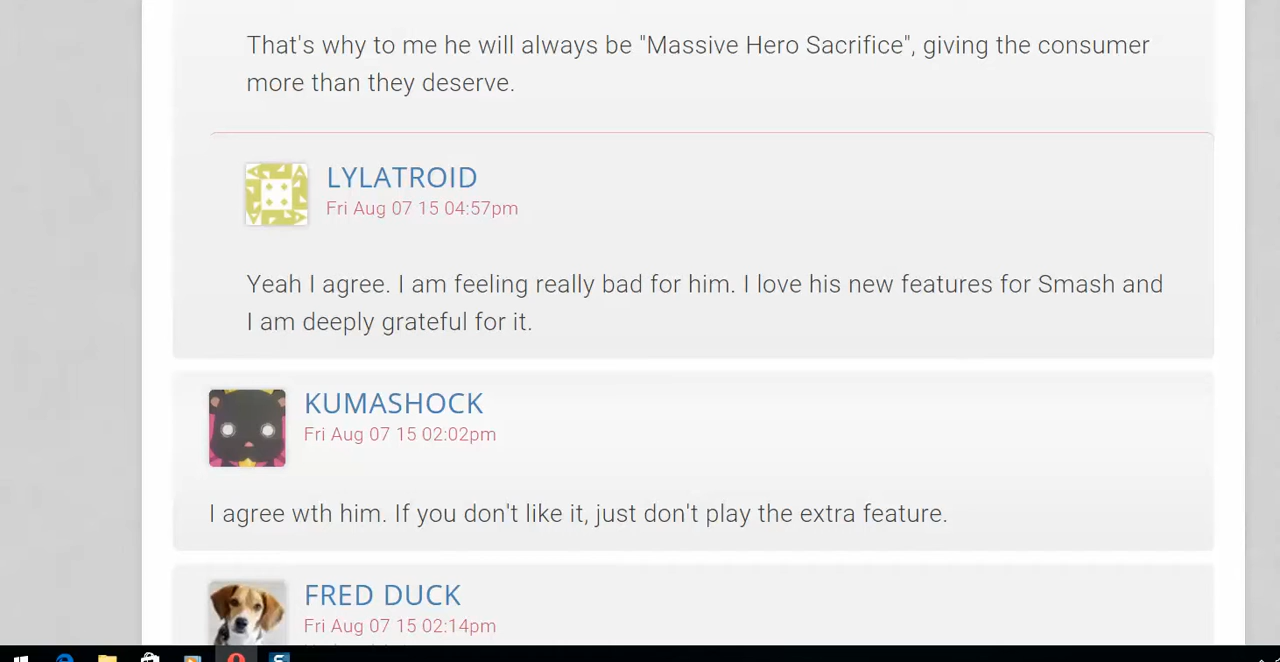 That's why to me he will always be "Massive Hero Sacrifice", giving the consumer
more than they deserve.
LYLATROID
Fri Aug 07 15 04:57pm
Yeah I agree. I am feeling really bad for him. I love his new features for Smash and
I am deeply grateful for it.
KUMASHOCK
Fri Aug 07 15 02:02pm
I agree wth him. If you don't like it, just don't play the extra feature.
FRED DUCK
Fri Aug 07 15 02:14pm